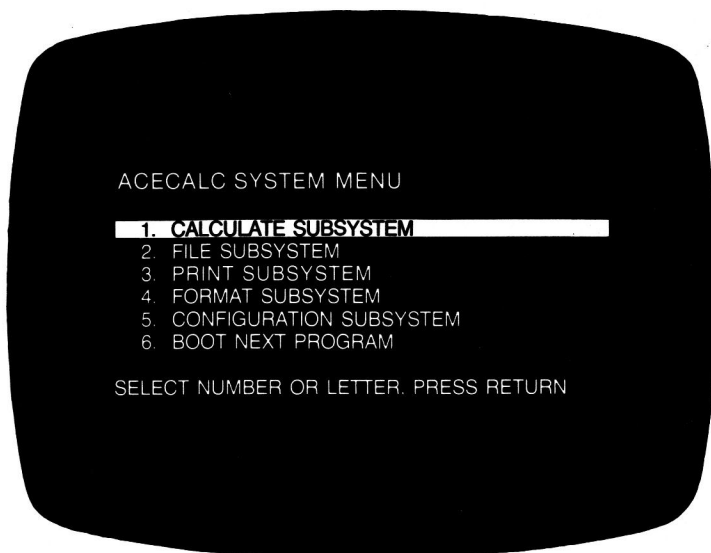 ACECALC SYSTEM MENU
1. CALCULATE SUBSYSTEM
2. FILE SUBSYSTEM
3. PRINT SUBSYSTEM
4. FORMAT SUBSYSTEM
5. CONFIGURATION SUBSYSTEM
6. BOOT NEXT PROGRAM
SELECT NUMBER OR LETTER. PRESS RETURN